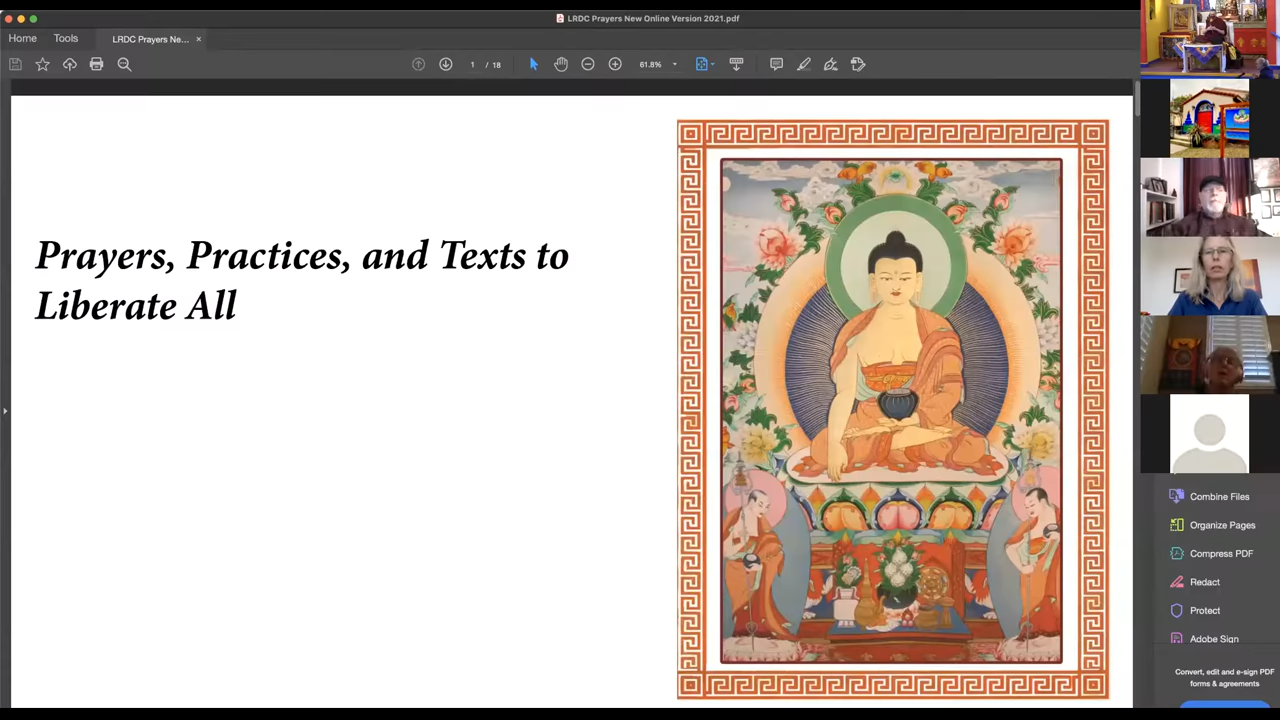 LRDC Prayers New Online Version 2021.pdf
Home
Tools
LRDC Prayers Ne...
1 / 18
61.8%
Prayers, Practices, and Texts to
Liberate All
Combine Files
Organize Pages
Compress PDF
Redact
Protect
Adobe Sign
Convert, edit and e-sign PDF
forms & agreements